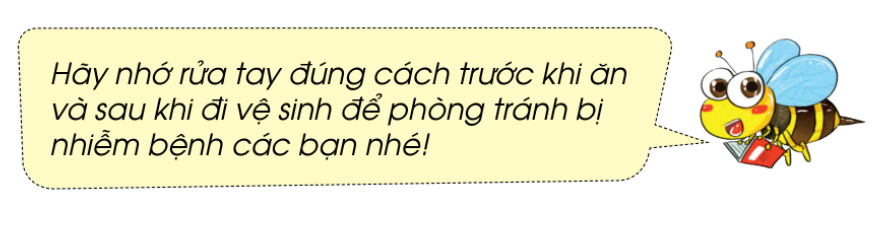 Hãy nhớ rửa tay đúng cách trước khi ăn
và sau khi đi vệ sinh để phòng tránh bị
nhiễm bệnh các bạn nhé!